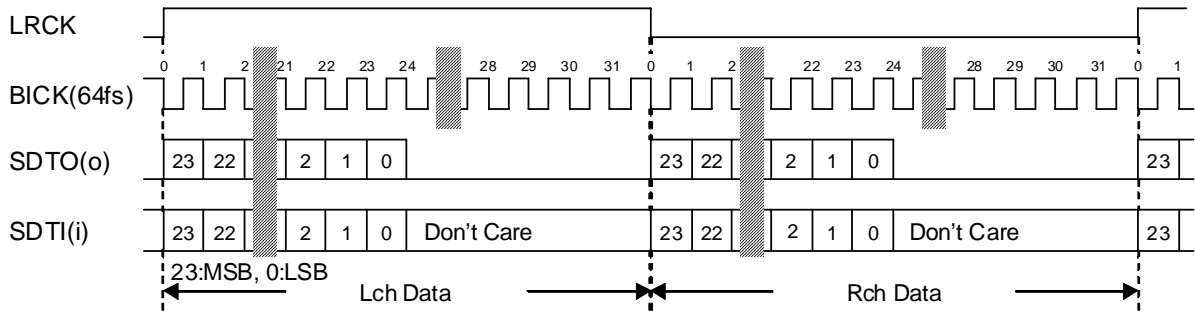 LRCK
0 1 2 21 22 23 24 28 29 30 31 0 1 2 22 23 24 28 29 30 31 0 1
BICK(64fs)
SDTO(o) 23 22 2 1 0 23 22 2 1 0 23
SDTI(i) 23 22 2 1 0 Don't Care 23 22 2 1 0 Don't Care 23
23:MSB, 0:LSB
Lch Data Rch Data